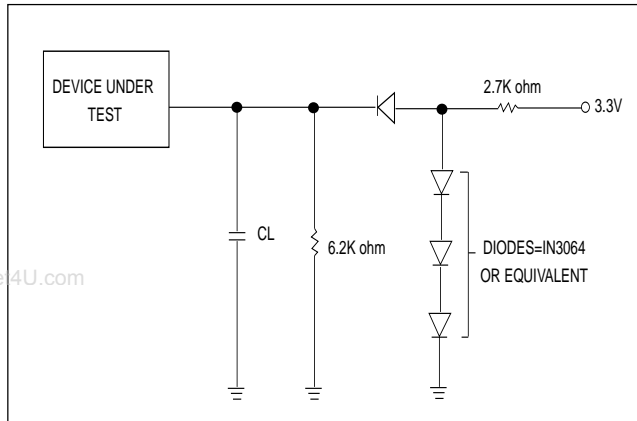 DEVICE UNDER
TEST
2.7K ohm
3.3V
CL
6.2K ohm
DIODES=IN3064
OR EQUIVALENT
4U.com